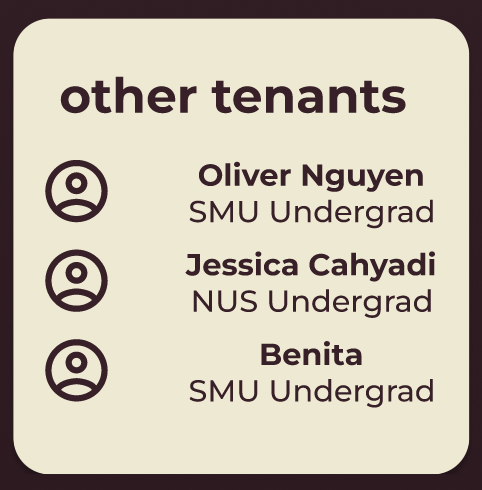 other tenants
Oliver Nguyen
SMU Undergrad
Jessica Cahyadi
NUS Undergrad
Benita
SMU Undergrad